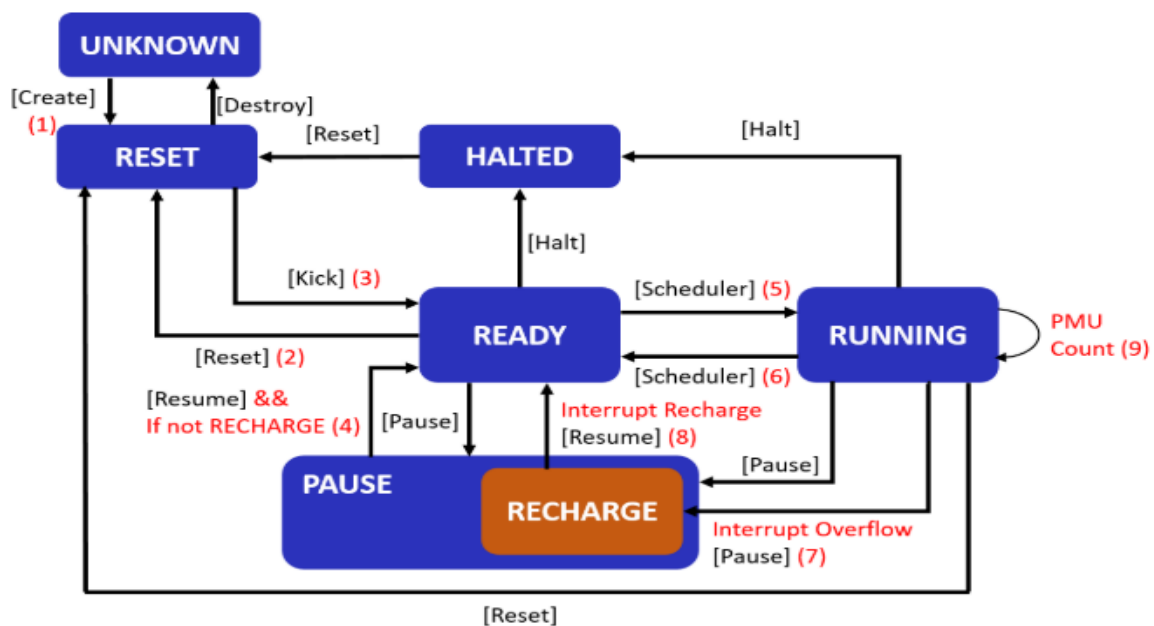 UNKNOWN
[Create]
(1)
[Destroy]
RESET
[Reset]
HALTED
[Halt]
[Halt]
[Kick] (3)
[Scheduler] (5)
READY
RUNNING
PMU
Count (9)
[Reset] (2)
[Scheduler] (6)
[Resume] &&
If not RECHARGE (4)
[Pause]
Interrupt Recharge
[Resume] (8)
[Pause]
PAUSE
RECHARGE
Interrupt Overflow
[Pause] (7)
[Reset]